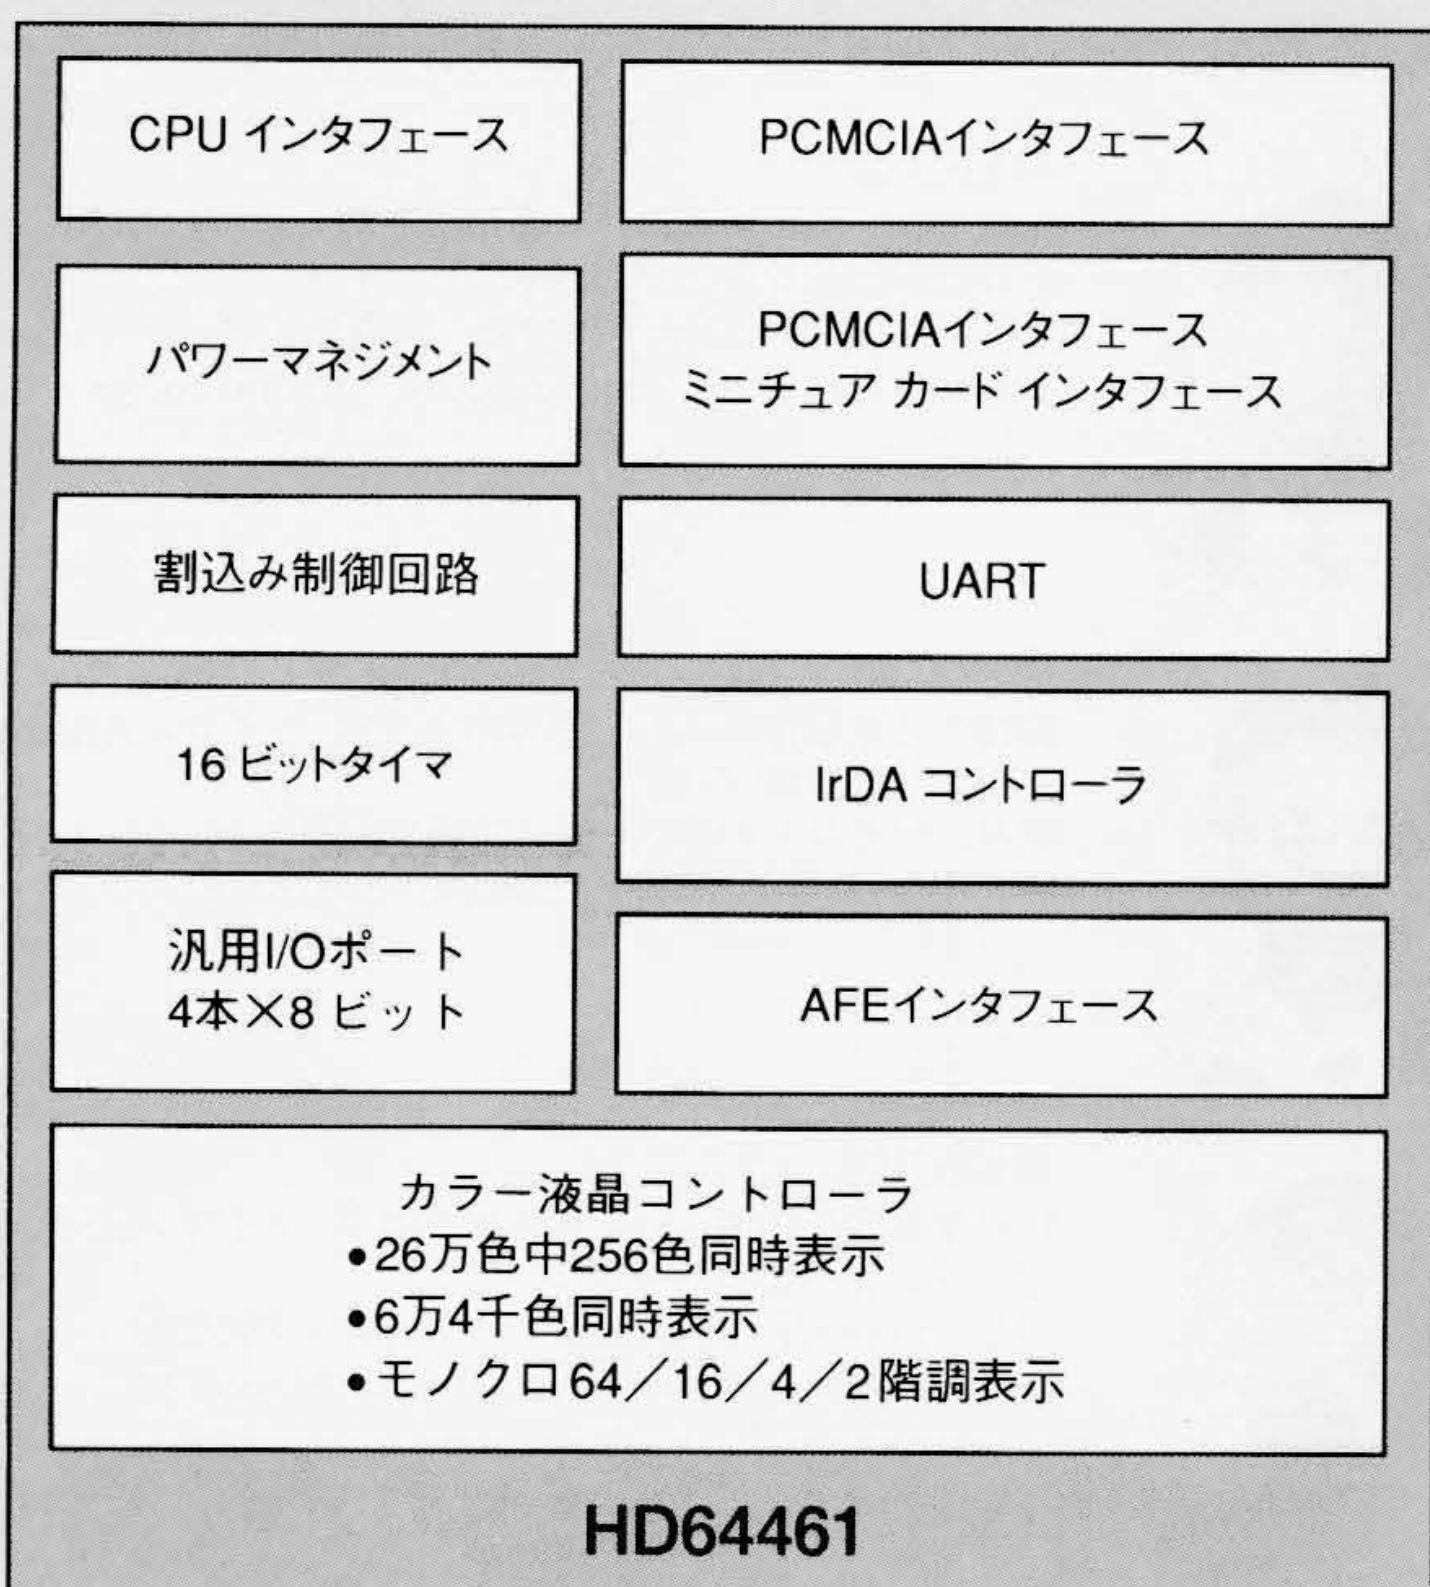 CPU インタフェース
PCMCIAインタフェース
パワーマネジメント
PCMCIAインタフェース
ミニチュア カード インタフェース
割込み制御回路
UART
16 ビットタイマ
IrDA コントローラ
汎用I/Oポート
4本×8 ビット
AFEインタフェース
カラー液晶コントローラ
•26万色中256色同時表示
•6万4千色同時表示
•モノクロ64／16／4／2階調表示
HD64461